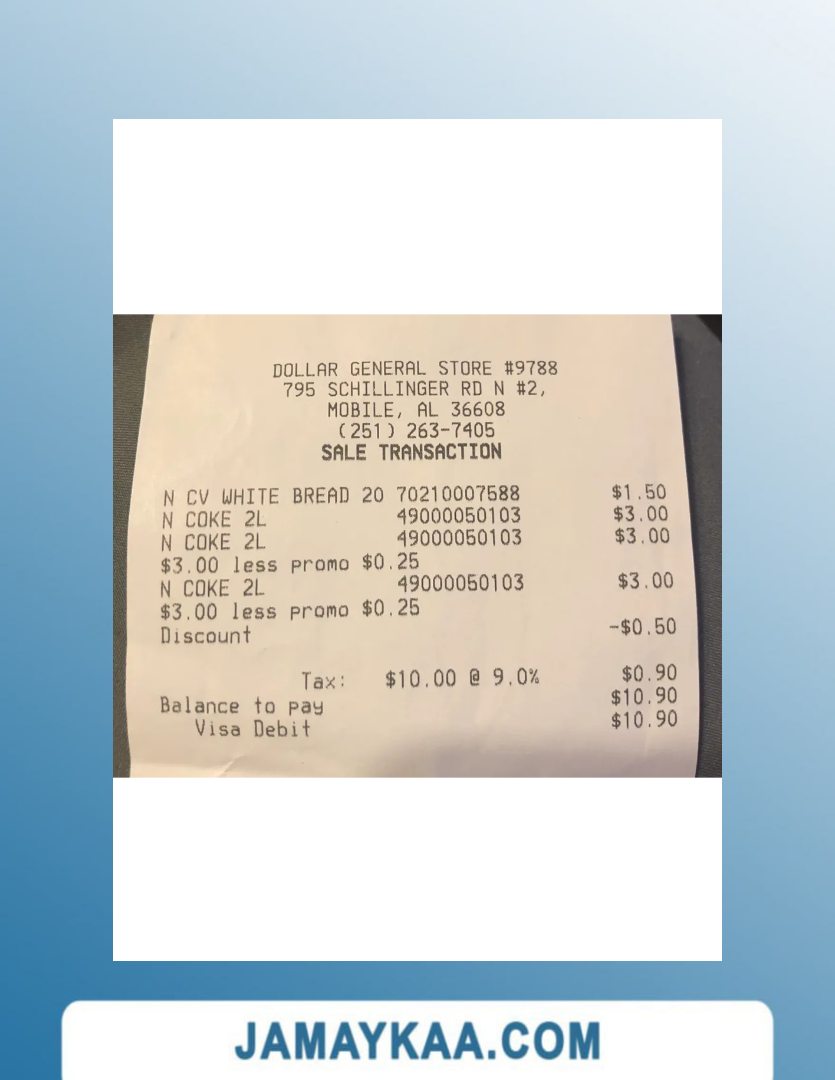 DOLLAR GENERAL STORE #9788
795 SCHILLINGER RD N #2,
MOBILE, AL 36608
(251) 263-7405
SALE TRANSACTION
N CV WHITE BREAD 20 70210007588 $1.50
N COKE 2L 49000050103 $3.00
N COKE 2L 49000050103 $3.00
$3.00 less promo $0.25
N COKE 2L 49000050103 $3.00
$3.00 less promo $0.25
Discount -$0.50
Tax: $10.00 @ 9.0% $0.90
Balance to pay $10.90
Visa Debit $10.90
JAMAYKAA.COM